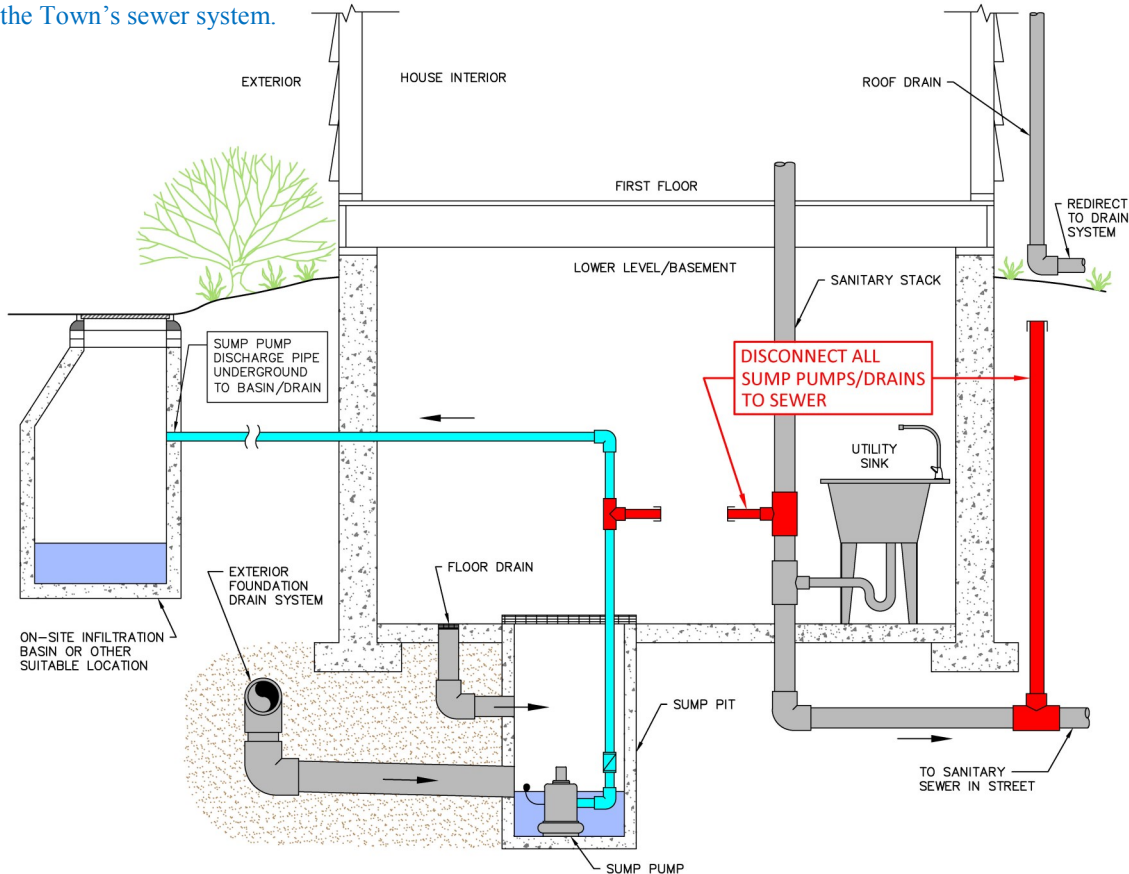 the Town's sewer system.
EXTERIOR
HOUSE INTERIOR
ROOF DRAIN
FIRST FLOOR
REDIRECT
TO DRAIN
SYSTEM
LOWER LEVEL/BASEMENT
SANITARY STACK
SUMP PUMP
DISCHARGE PIPE
UNDERGROUND
TO BASIN/DRAIN
DISCONNECT ALL
SUMP PUMPS/DRAINS
TO SEWER
UTILITY
SINK
FLOOR DRAIN
EXTERIOR
FOUNDATION
DRAIN SYSTEM
ON-SITE INFILTRATION
BASIN OR OTHER
SUITABLE LOCATION
SUMP PIT
TO SANITARY
SEWER IN STREET
SUMP PUMP